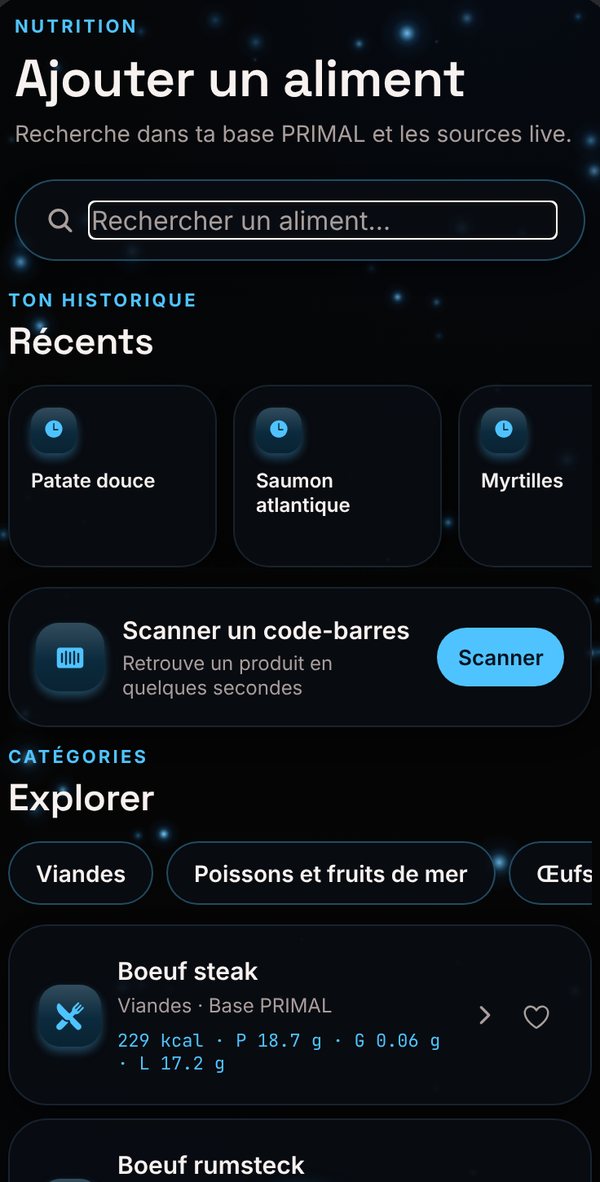 NUTRITION
Ajouter un aliment
Recherche dans ta base PRIMAL et les sources live.
Rechercher un aliment...
TON HISTORIQUE
Récents
Patate douce
Saumon
atlantique
Myrtilles
Scanner un code-barres
Retrouve un produit en
quelques secondes
Scanner
CATÉGORIES
Explorer
Viandes
Poissons et fruits de mer
Œufs
Boeuf steak
Viandes · Base PRIMAL
229 kcal · P 18.7 g · G 0.06 g
· L 17.2 g
Boeuf rumsteck